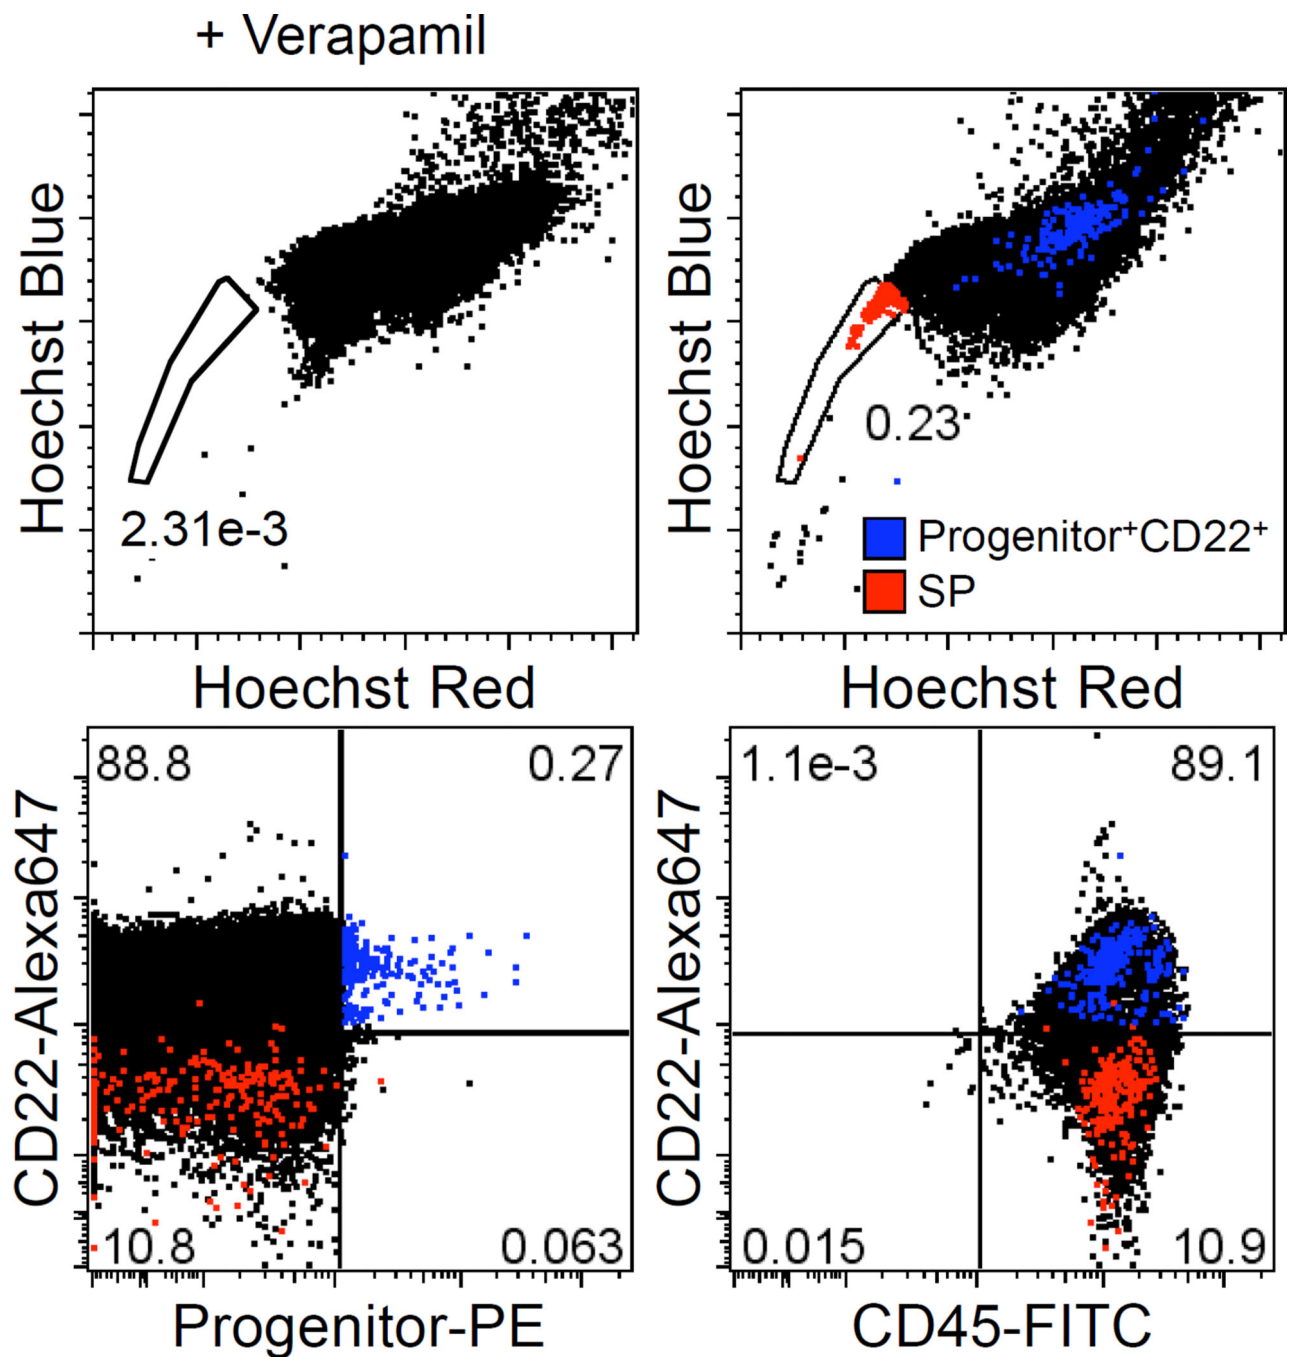 + Verapamil
Hoechst Blue
2.31e-3
Hoechst Red
Hoechst Blue
0.23
Progenitor⁺CD22⁺
SP
Hoechst Red
CD22-Alexa647
88.8
0.27
10.8
0.063
Progenitor-PE
CD22-Alexa647
1.1e-3
89.1
0.015
10.9
CD45-FITC